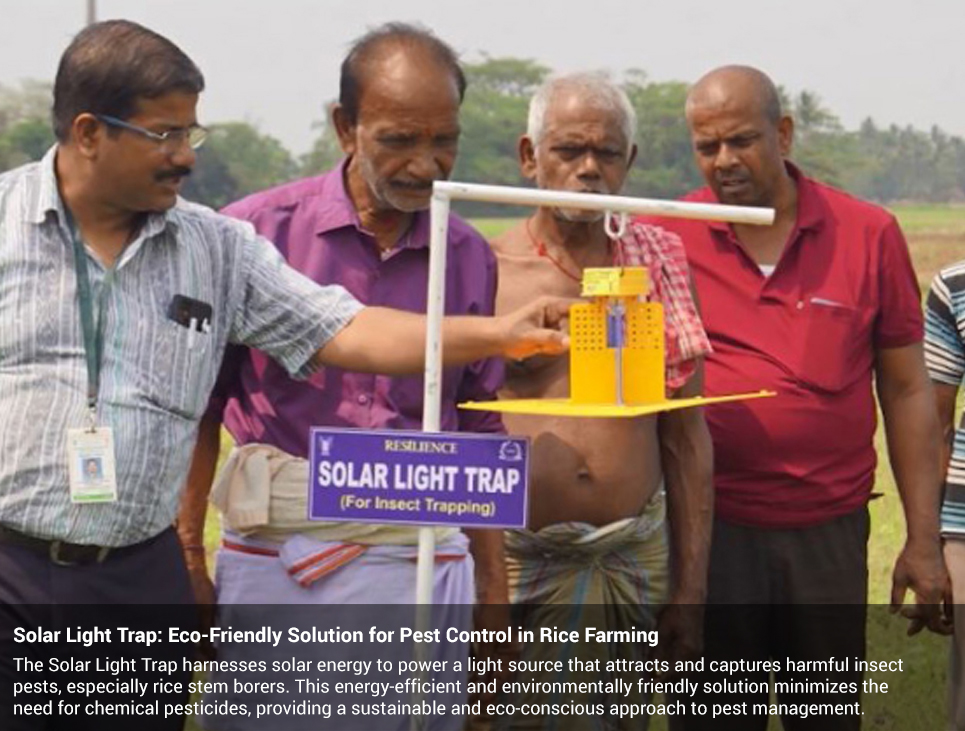 RESILIENCE
SOLAR LIGHT TRAP
(For Insect Trapping)
Solar Light Trap: Eco-Friendly Solution for Pest Control in Rice Farming
The Solar Light Trap harnesses solar energy to power a light source that attracts and captures harmful insect
pests, especially rice stem borers. This energy-efficient and environmentally friendly solution minimizes the
need for chemical pesticides, providing a sustainable and eco-conscious approach to pest management.